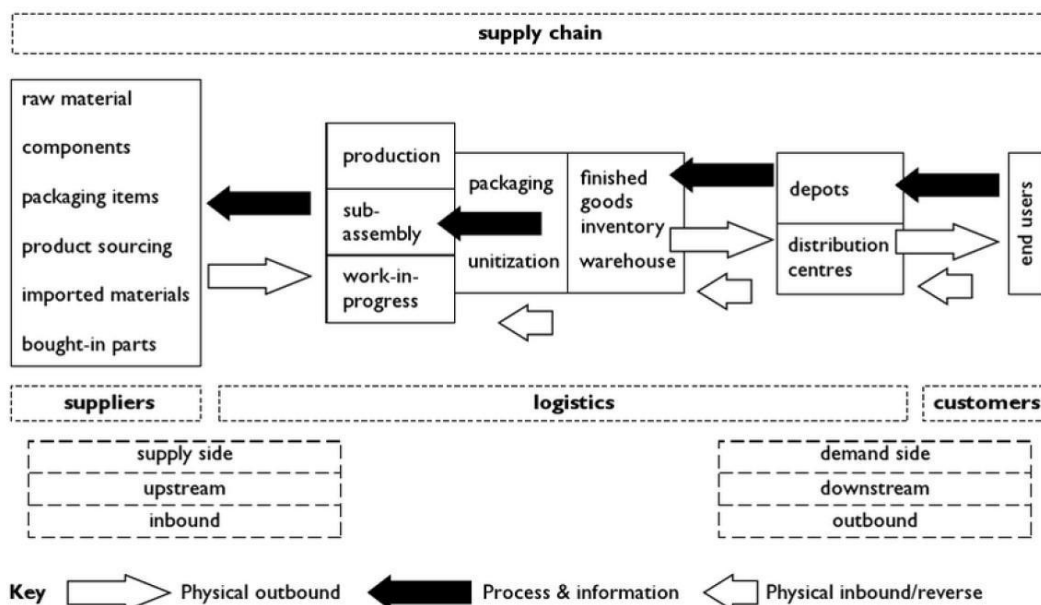 supply chain
raw material
components
packaging items
product sourcing
imported materials
bought-in parts
production
sub-
assembly
work-in-
progress
packaging
unitization
finished
goods
inventory
warehouse
depots
distribution
centres
end users
suppliers
logistics
customers
supply side
upstream
inbound
demand side
downstream
outbound
Key Physical outbound Process & information Physical inbound/reverse